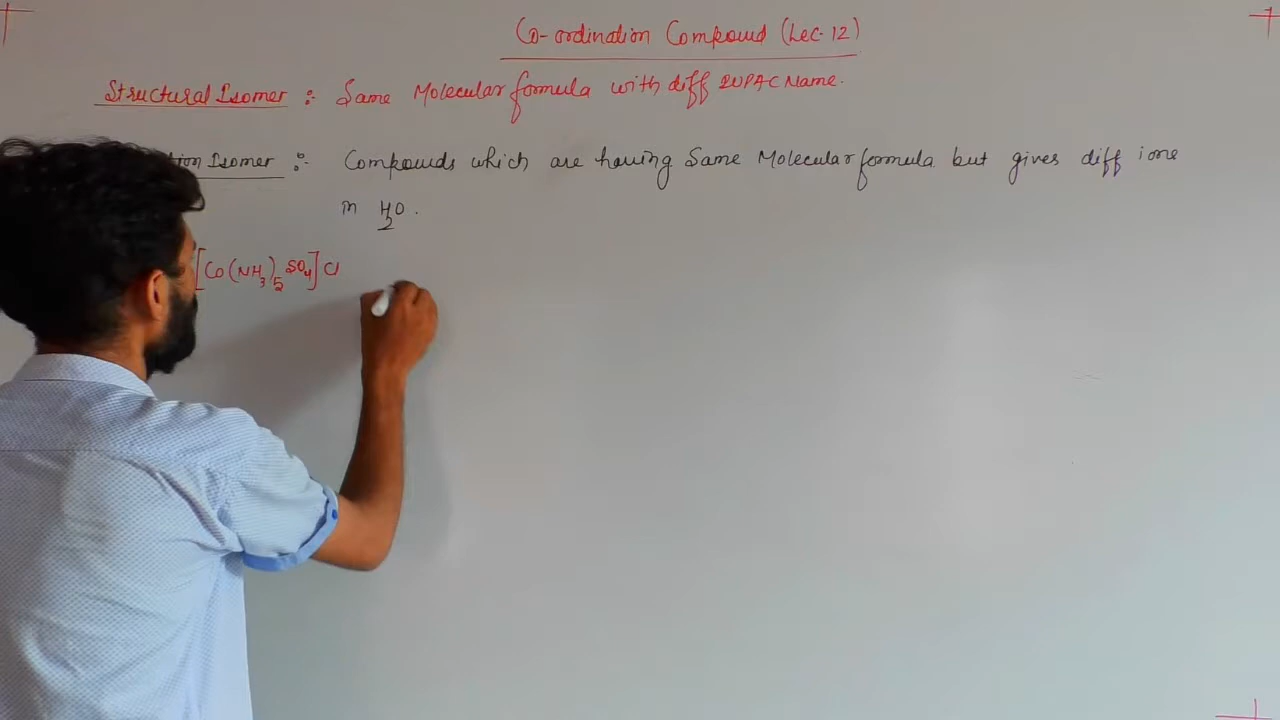 Co-ordination Compound (Lec-12)
Structural Isomer :- Same Molecular formula with diff IUPAC Name.
tion Isomer :- Compounds which are having Same Molecular formula but gives diff ions
in H2O.
[Co(NH3)5 SO4] Cl